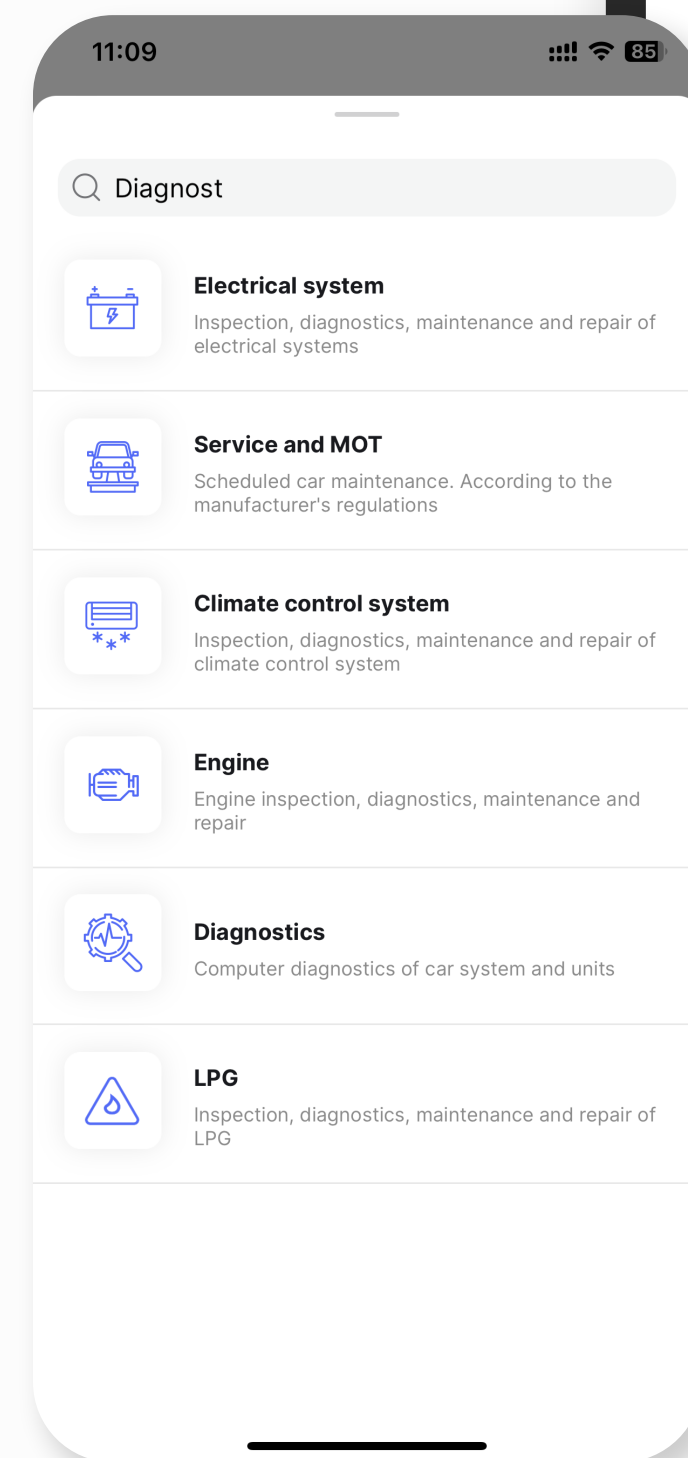 11:09
85
Diagnost
Electrical system
Inspection, diagnostics, maintenance and repair of
electrical systems
Service and MOT
Scheduled car maintenance. According to the
manufacturer's regulations
Climate control system
Inspection, diagnostics, maintenance and repair of
climate control system
Engine
Engine inspection, diagnostics, maintenance and
repair
Diagnostics
Computer diagnostics of car system and units
LPG
Inspection, diagnostics, maintenance and repair of
LPG